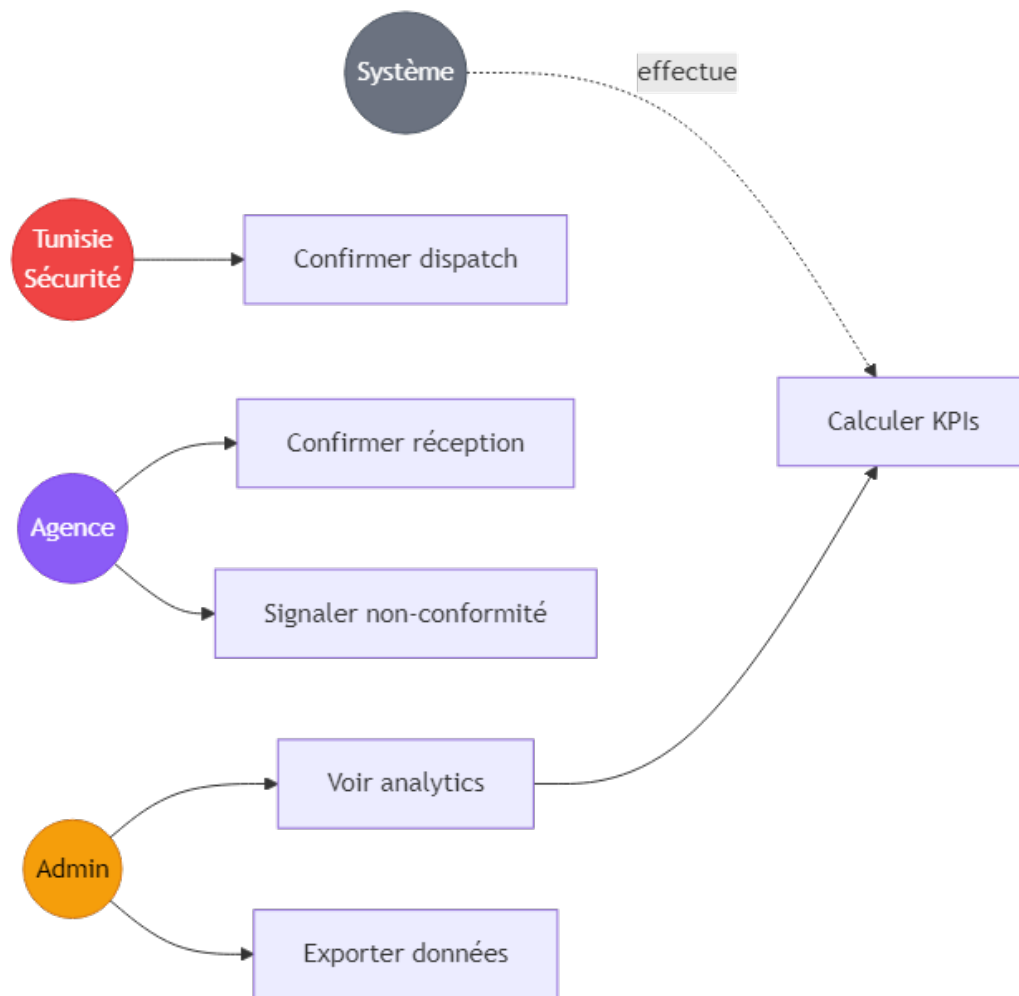 Système
effectue
Tunisie
Sécurité
Confirmer dispatch
Confirmer réception
Calculer KPIs
Agence
Signaler non-conformité
Voir analytics
Admin
Exporter données